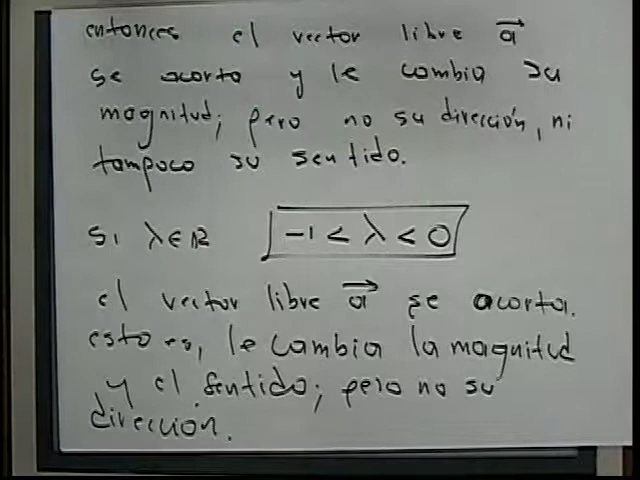 entonces el vector libre a⃗
se acorta y le cambia su
magnitud; pero no su dirección, ni
tampoco su sentido.
Si λ ∈ ℝ -1 < λ < 0
el vector libre a⃗ se acorta.
esto es, le cambia la magnitud
y el sentido; pero no su
dirección.